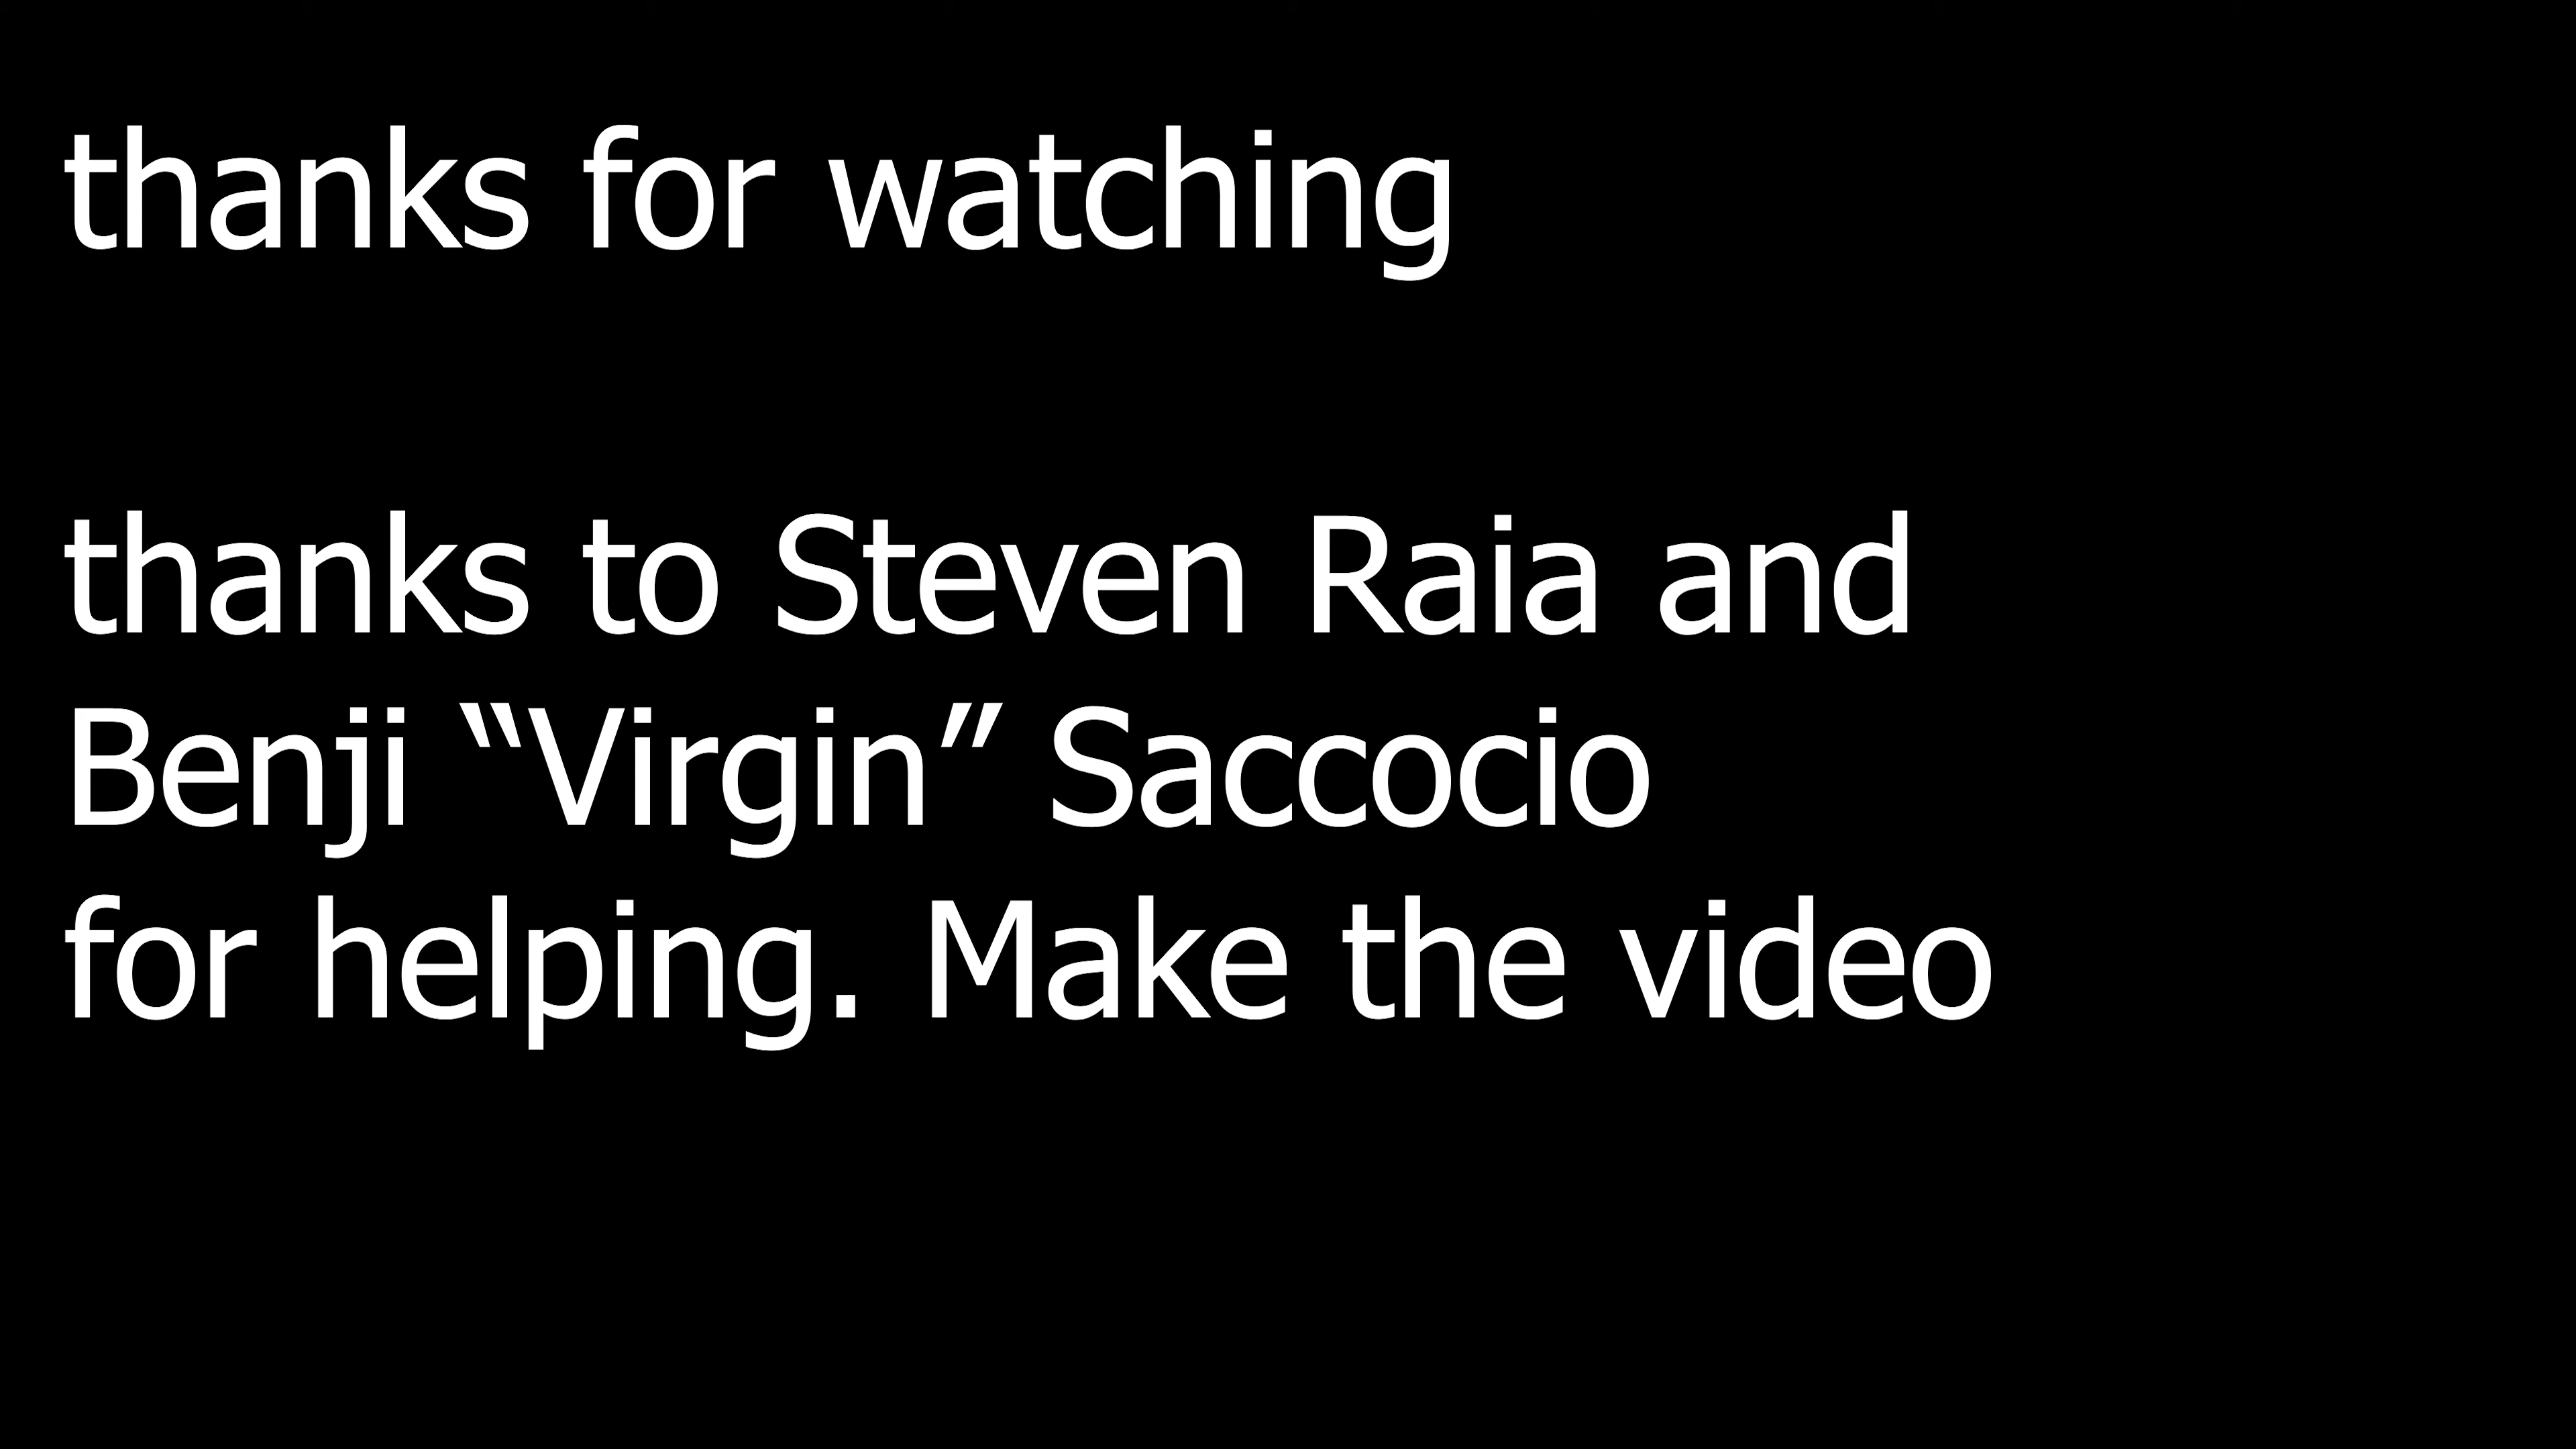 thanks for watching
thanks to Steven Raia and
Benji “Virgin” Saccocio
for helping. Make the video